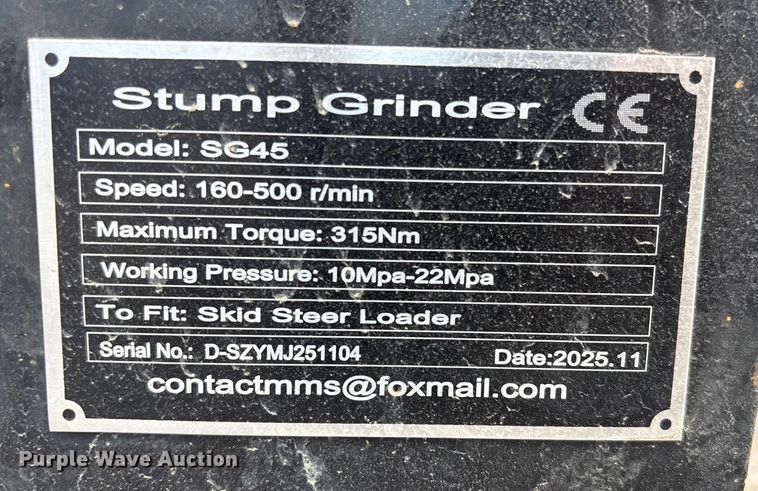 Stump Grinder CE
Model: SG45
Speed: 160-500 r/min
Maximum Torque: 315Nm
Working Pressure: 10Mpa-22Mpa
To Fit: Skid Steer Loader
Serial No.: D-SZYMJ251104 Date:2025.11
contactmms@foxmail.com
Purple Wave Auction